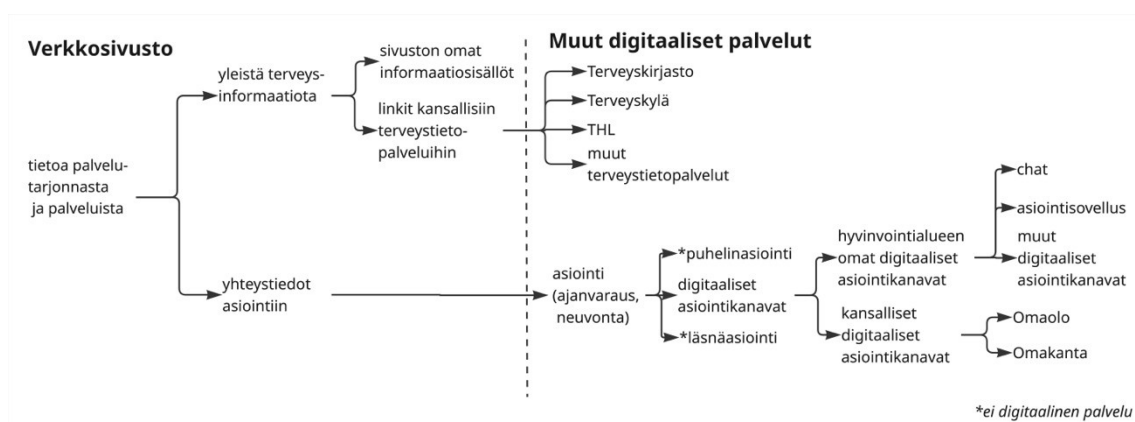 Verkkosivusto
Muut digitaaliset palvelut
tietoa palvelu-
tarjonnasta
ja palveluista
yleistä terveys-
informaatiota
sivuston omat
informaatiosisällöt
linkit kansallisiin
terveystieto-
palveluihin
Terveyskirjasto
Terveyskylä
THL
muut
terveystietopalvelut
yhteystiedot
asiointiin
asiointi
(ajanvaraus,
neuvonta)
*puhelinasiointi
digitaaliset
asiointikanavat
*läsnäasiointi
hyvinvointialueen
omat digitaaliset
asiointikanavat
kansalliset
digitaaliset
asiointikanavat
chat
asiointisovellus
muut
digitaaliset
asiointikanavat
Omaolo
Omakanta
*ei digitaalinen palvelu